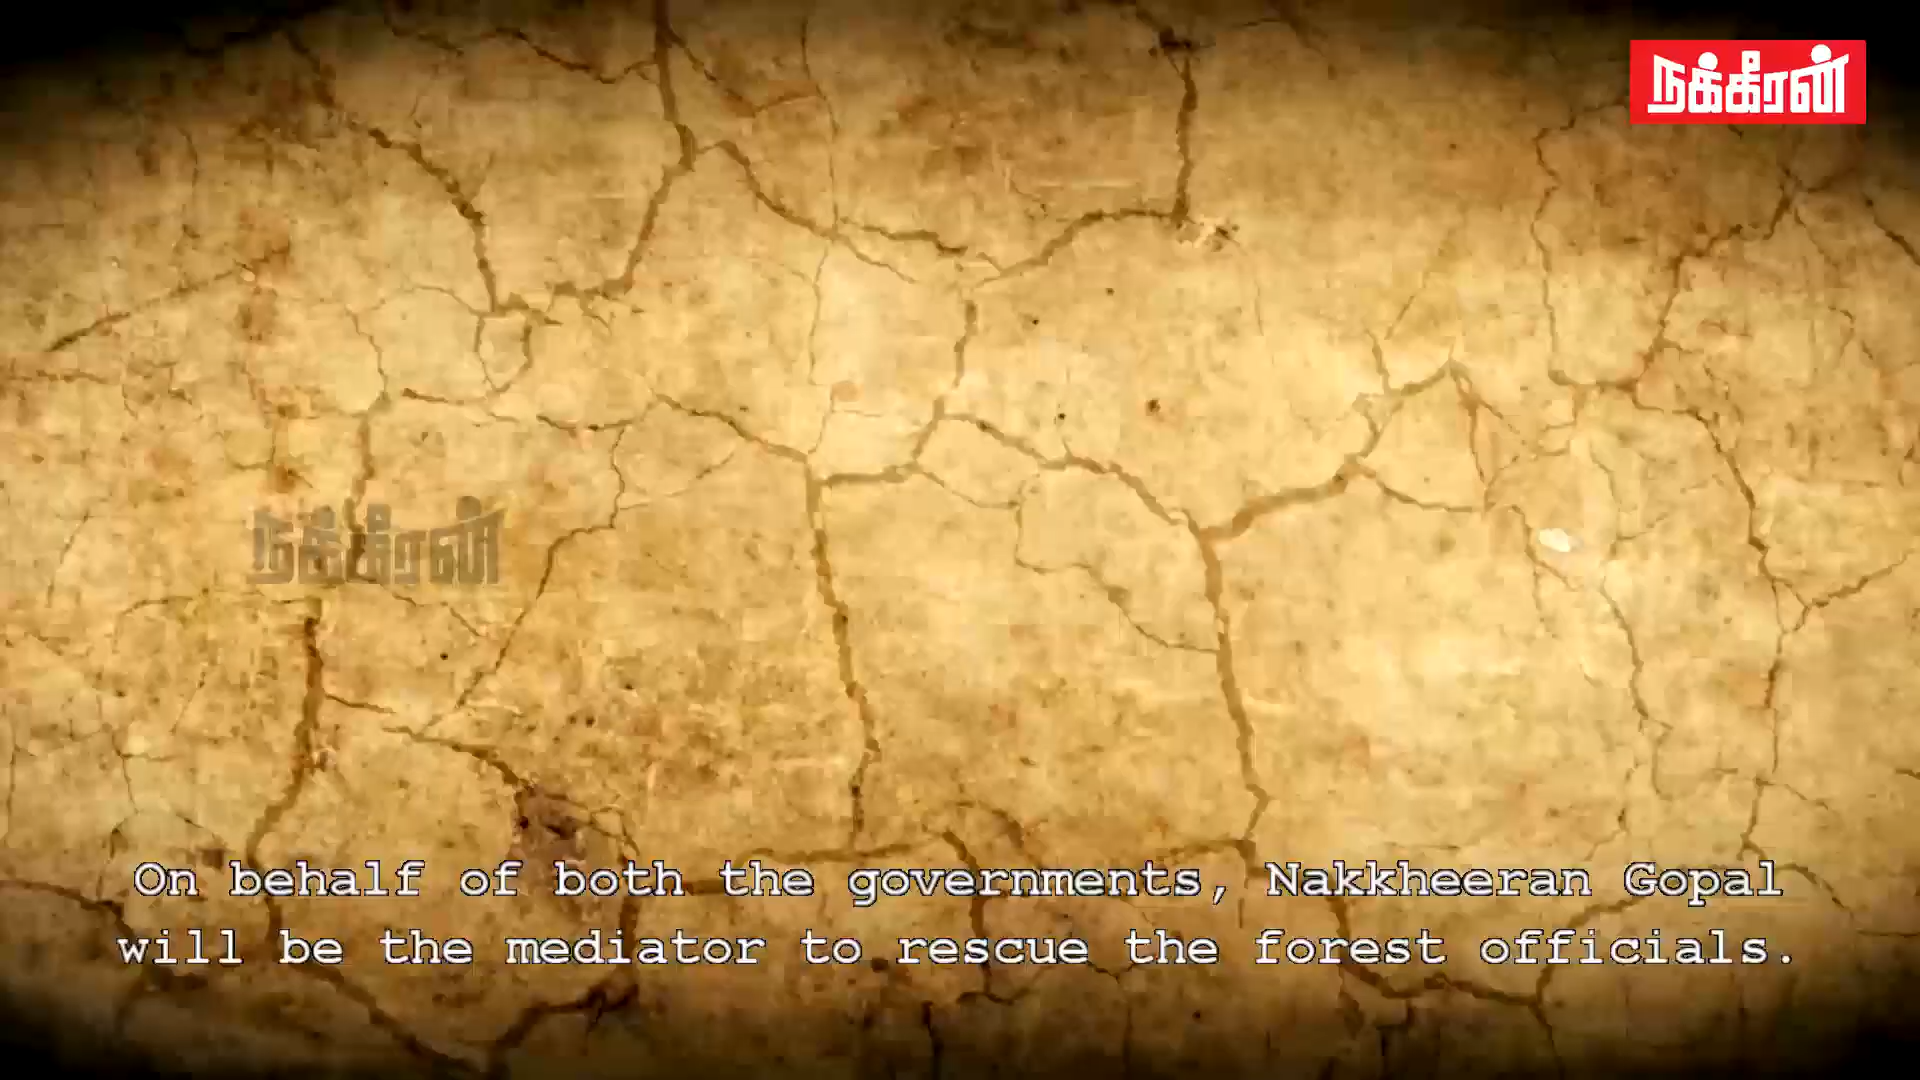 நக்கீரன்
நக்கீரன்
On behalf of both the governments, Nakkheeran Gopal
will be the mediator to rescue the forest officials.